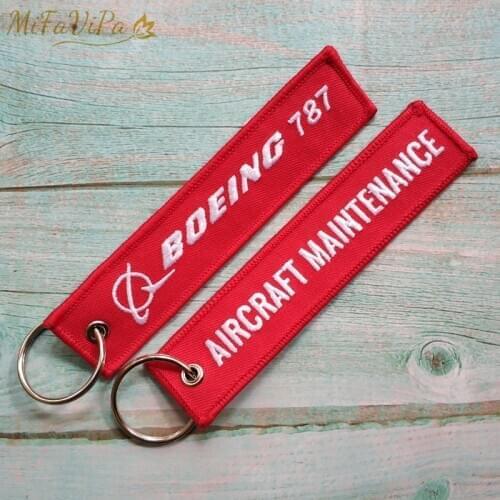 MiFaViPa
BOEING 787
AIRCRAFT MAINTENANCE